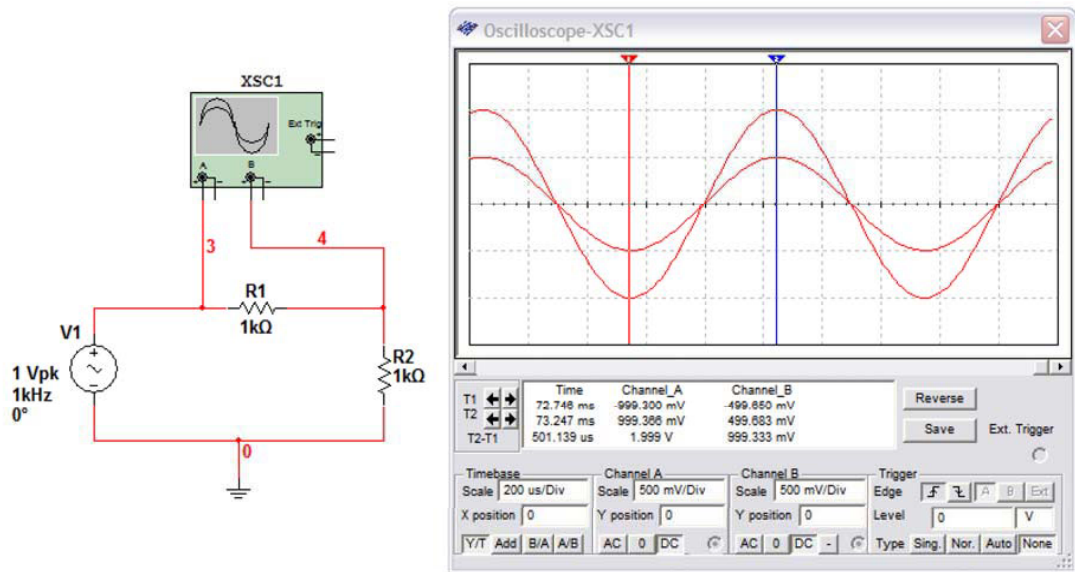 XSC1
Ext Trig
+
-
A
B
+ - + -
3
4
R1
1kΩ
V1
+
-
1 Vpk
1kHz
0°
R2
1kΩ
0
Oscilloscope-XSC1
1 2
Time Channel_A Channel_B
T1 72.746 ms -999.300 mV -499.650 mV
T2 73.247 ms 999.366 mV 499.683 mV
T2-T1 501.139 us 1.999 V 999.333 mV
Reverse
Save
Ext. Trigger
Timebase Channel A Channel B Trigger
Scale 200 us/Div Scale 500 mV/Div Scale 500 mV/Div Edge A B Ext
X position 0 Y position 0 Y position 0 Level 0 V
Y/T Add B/A A/B AC 0 DC AC 0 DC - Type Sing. Nor. Auto None